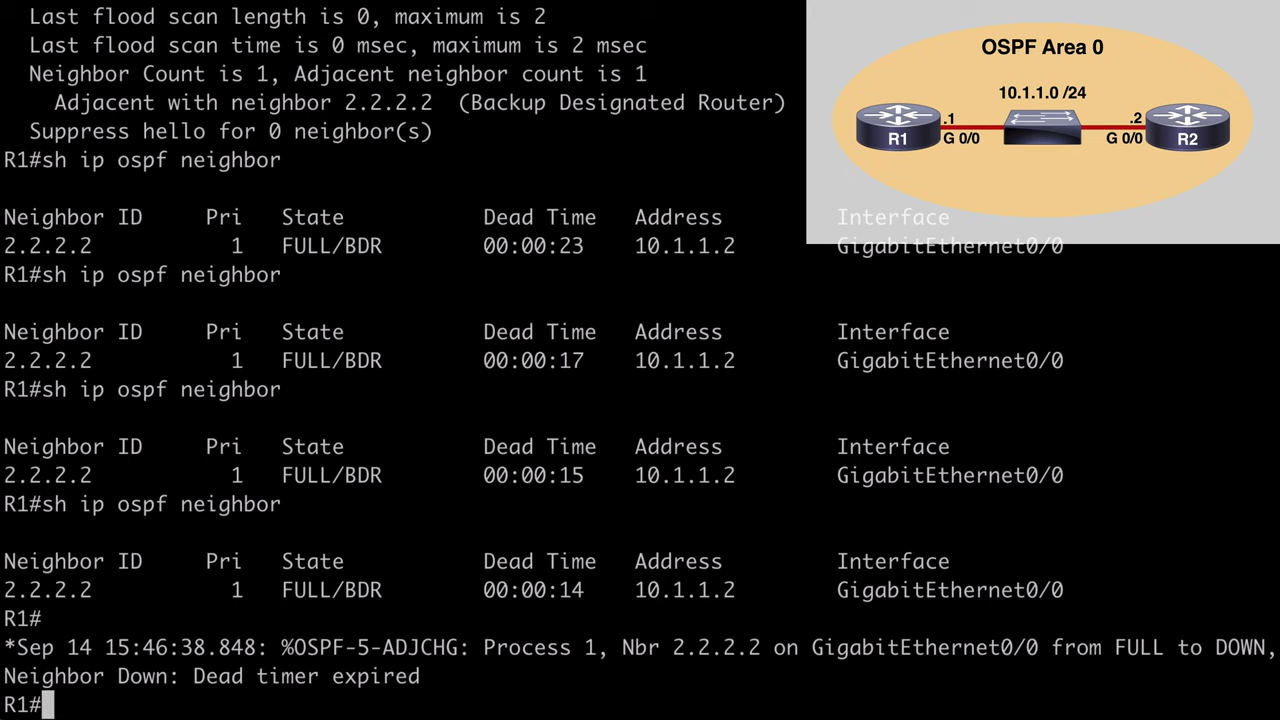 Last flood scan length is 0, maximum is 2
Last flood scan time is 0 msec, maximum is 2 msec
Neighbor Count is 1, Adjacent neighbor count is 1
Adjacent with neighbor 2.2.2.2  (Backup Designated Router)
Suppress hello for 0 neighbor(s)
R1#sh ip ospf neighbor
Neighbor ID     Pri   State           Dead Time   Address         Interface
2.2.2.2           1   FULL/BDR        00:00:23    10.1.1.2        GigabitEthernet0/0
R1#sh ip ospf neighbor
Neighbor ID     Pri   State           Dead Time   Address         Interface
2.2.2.2           1   FULL/BDR        00:00:17    10.1.1.2        GigabitEthernet0/0
R1#sh ip ospf neighbor
Neighbor ID     Pri   State           Dead Time   Address         Interface
2.2.2.2           1   FULL/BDR        00:00:15    10.1.1.2        GigabitEthernet0/0
R1#sh ip ospf neighbor
Neighbor ID     Pri   State           Dead Time   Address         Interface
2.2.2.2           1   FULL/BDR        00:00:14    10.1.1.2        GigabitEthernet0/0
R1#
*Sep 14 15:46:38.848: %OSPF-5-ADJCHG: Process 1, Nbr 2.2.2.2 on GigabitEthernet0/0 from FULL to DOWN,
Neighbor Down: Dead timer expired
R1#
OSPF Area 0
10.1.1.0 /24
.1 .2
R1 G 0/0 G 0/0 R2